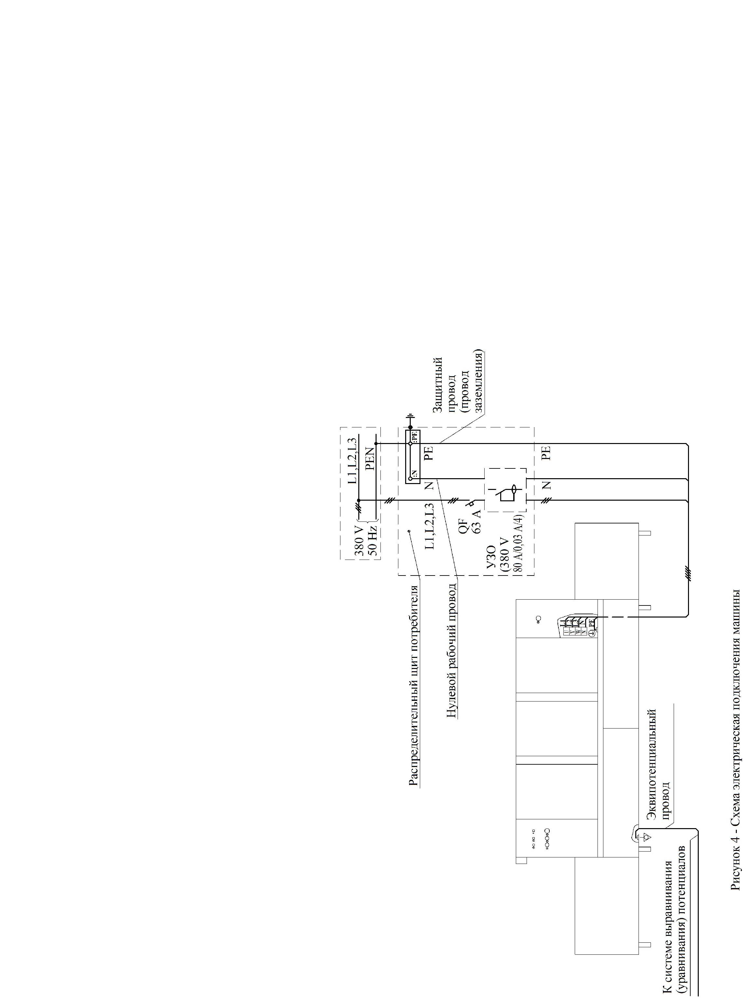 380 V
50 Hz
L1,L2,L3
PEN
Распределительный щит потребителя
:N
:PE
L1,L2,L3
N
PE
Защитный
провод
(провод
заземления)
Нулевой рабочий провод
QF
63 A
УЗО
(380 V
80 A/0,03 A/4)
N
PE
L1
L2
L3
N
PE
U
V
W
N
Эквипотенциальный
провод
К системе выравнивания
(уравнивания) потенциалов
Рисунок 4 - Схема электрическая подключения машины